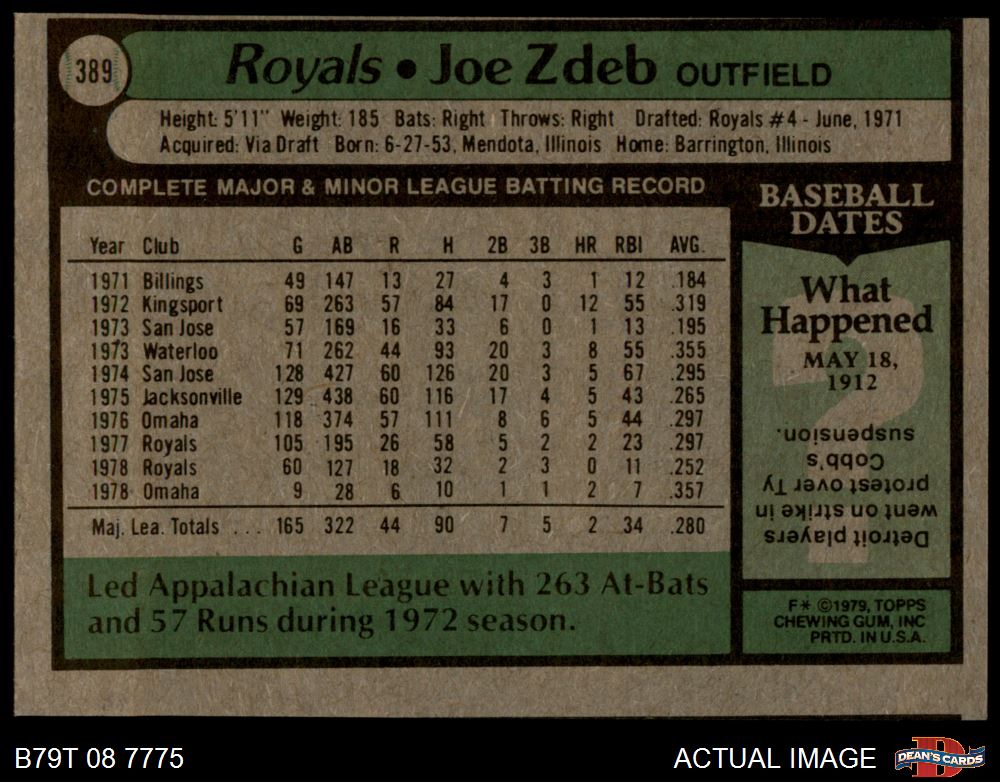 389
Royals • Joe Zdeb OUTFIELD
Height: 5'11" Weight: 185 Bats: Right Throws: Right Drafted: Royals #4 - June, 1971
Acquired: Via Draft Born: 6-27-53, Mendota, Illinois Home: Barrington, Illinois
COMPLETE MAJOR & MINOR LEAGUE BATTING RECORD
Year Club G AB R H 2B 3B HR RBI AVG.
1971 Billings 49 147 13 27 4 3 1 12 .184
1972 Kingsport 69 263 57 84 17 0 12 55 .319
1973 San Jose 57 169 16 33 6 0 1 13 .195
1973 Waterloo 71 262 44 93 20 3 8 55 .355
1974 San Jose 128 427 60 126 20 3 5 67 .295
1975 Jacksonville 129 438 60 116 17 4 5 43 .265
1976 Omaha 118 374 57 111 8 6 5 44 .297
1977 Royals 105 195 26 58 5 2 2 23 .297
1978 Royals 60 127 18 32 2 3 0 11 .252
1978 Omaha 9 28 6 10 1 1 2 7 .357
Maj. Lea. Totals . . . 165 322 44 90 7 5 2 34 .280
Led Appalachian League with 263 At-Bats
and 57 Runs during 1972 season.
BASEBALL
DATES
What
Happened
MAY 18,
1912
Detroit players
went on strike in
protest over Ty
Cobb's
suspension.
F* ©1979, TOPPS
CHEWING GUM, INC
PRTD. IN U.S.A.
B79T 08 7775
ACTUAL IMAGE
D
DEAN'S CARDS